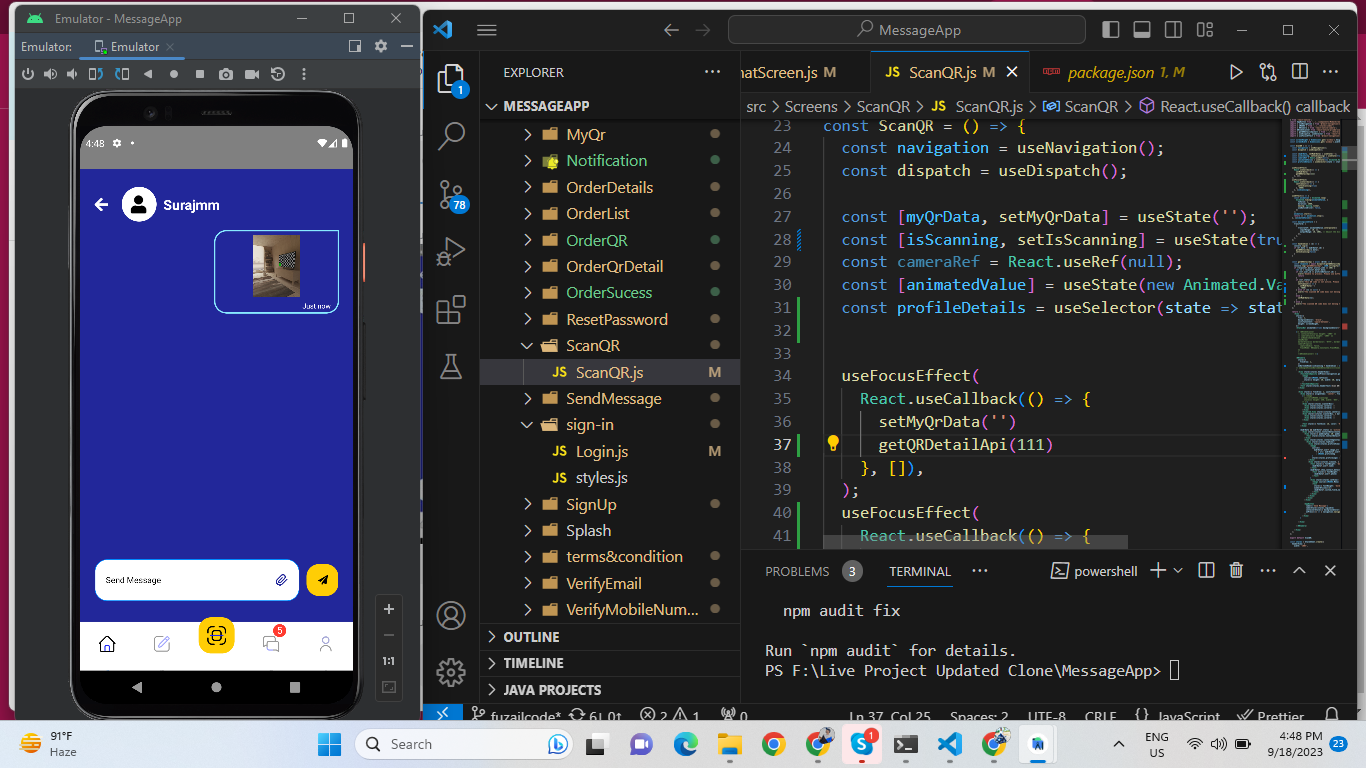 Emulator - MessageApp
Emulator:
Emulator
4:48
Surajmm
Just now
Send Message
5
1:1
MessageApp
1
78
EXPLORER
MESSAGEAPP
MyQr
Notification
OrderDetails
OrderList
OrderQR
OrderQrDetail
OrderSucess
ResetPassword
ScanQR
JS ScanQR.js M
SendMessage
sign-in
JS Login.js M
JS styles.js
SignUp
Splash
terms&condition
VerifyEmail
VerifyMobileNum...
OUTLINE
TIMELINE
JAVA PROJECTS
hatScreen.js M
JS ScanQR.js M
package.json 1, M
src > Screens > ScanQR > JS ScanQR.js > ScanQR > React.useCallback() callback
23 const ScanQR = () => {
24 const navigation = useNavigation();
25 const dispatch = useDispatch();
26
27 const [myQrData, setMyQrData] = useState('');
28 const [isScanning, setIsScanning] = useState(tru
29 const cameraRef = React.useRef(null);
30 const [animatedValue] = useState(new Animated.Va
31 const profileDetails = useSelector(state => stat
32
33
34 useFocusEffect(
35 React.useCallback(() => {
36 setMyQrData('')
37 getQRDetailApi(111)
38 }, []),
39 );
40 useFocusEffect(
41 React.useCallback(() => {
PROBLEMS 3
TERMINAL
powershell
npm audit fix
Run `npm audit` for details.
PS F:\Live Project Updated Clone\MessageApp>
fuzailcode* 6↓ 0↑ 2 1 0
Ln 37, Col 25 Spaces: 2 UTF-8 CRLF {} JavaScript Prettier
91°F
Haze
Search
1
ENG
US
4:48 PM
9/18/2023
23